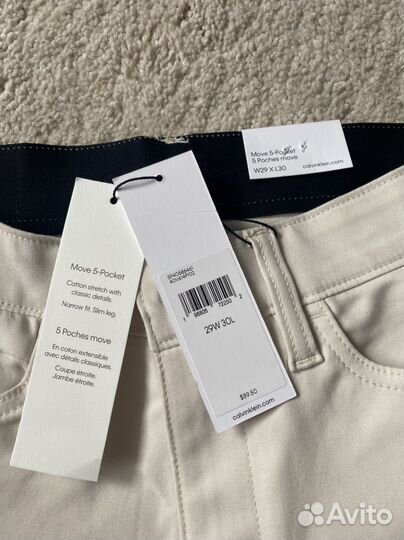 Move 5-Pocket
5 Poches move
W29 X L30
calvinklein.com
Move 5-Pocket
Cotton stretch with
classic details.
Narrow fit. Slim leg.
5 Poches move
En coton extensible
avec détails classiques.
Coupe étroite.
Jambe étroite.
29W 30L
$89.50
calvinklein.com
Avito